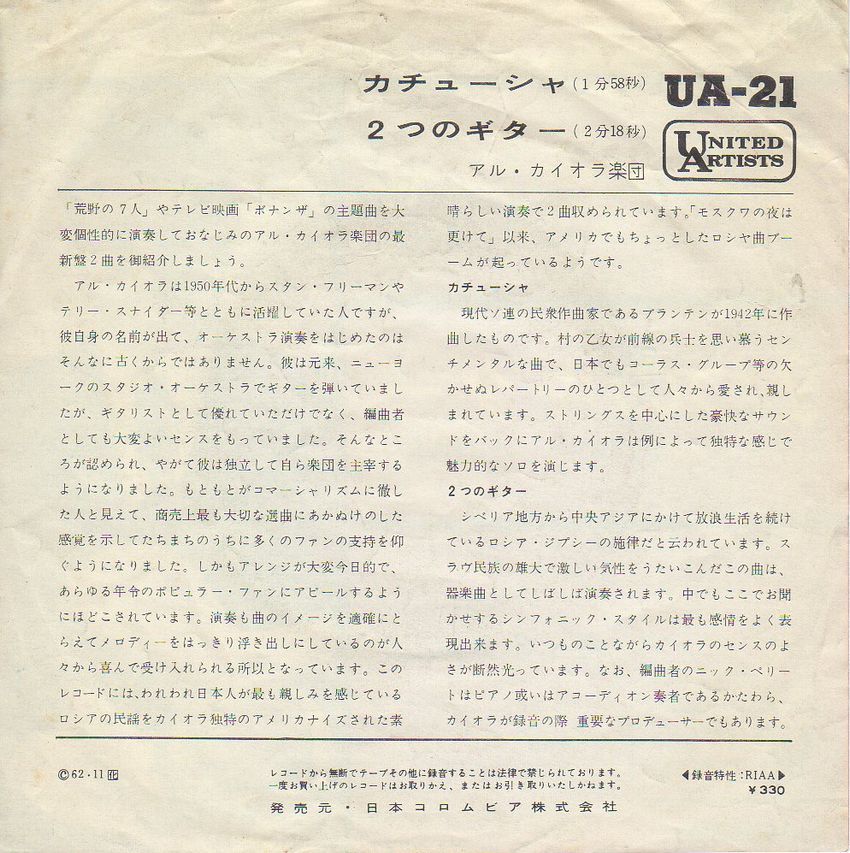 カチューシャ(1分58秒)
UA-21
2つのギター(2分18秒)
UNITED ARTISTS
アル・カイオラ楽団
「荒野の7人」やテレビ映画「ボナンザ」の主題曲を大
変個性的に演奏しておなじみのアル・カイオラ楽団の最
新盤2曲を御紹介しましょう。
アル・カイオラは1950年代からスタン・フリーマンや
テリー・スナイダー等とともに活躍していた人ですが、
彼自身の名前が出て、オーケストラ演奏をはじめたのは
そんなに古くからではありません。彼は元来、ニューヨ
ークのスタジオ・オーケストラでギターを弾いていまし
たが、ギタリストとして優れていただけでなく、編曲者
としても大変よいセンスをもっていました。そんなとこ
ろが認められ、やがて彼は独立して自ら楽団を主宰する
ようになりました。もともとがコマーシャリズムに徹し
た人と見えて、商売上最も大切な選曲にあかぬけのした
感覚を示してたちまちのうちに多くのファンの支持を仰
ぐようになりました。しかもアレンジが大変今日的で、
あらゆる年令のポピュラー・ファンにアピールするよう
にほどこされています。演奏も曲のイメージを適確にと
らえてメロディーをはっきり浮き出しにしているのが人
々から喜んで受け入れられる所以となっています。この
レコードには、われわれ日本人が最も親しみを感じている
ロシアの民謡をカイオラ独特のアメリカナイズされた素
晴らしい演奏で2曲収められています。「モスクワの夜は
更けて」以来、アメリカでもちょっとしたロシヤ曲ブー
ムが起っているようです。
カチューシャ
現代ソ連の民衆作曲家であるブランテンが1942年に作
曲したものです。村の乙女が前線の兵士を思い慕うセン
チメンタルな曲で、日本でもコーラス・グループ等の欠
かせぬレパートリーのひとつとして人々から愛され、親し
まれています。ストリングスを中心にした豪快なサウン
ドをバックにアル・カイオラは例によって独特な感じで
魅力的なソロを演じます。
2つのギター
シベリア地方から中央アジアにかけて放浪生活を続け
ているロシア・ジプシーの施律だと云われています。ス
ラヴ民族の雄大で激しい気性をうたいこんだこの曲は、
器楽曲としてしばしば演奏されます。中でもここでお聞
かせするシンフォニック・スタイルは最も感情をよく表
現出来ます。いつものことながらカイオラのセンスのよ
さが断然光っています。なお、編曲者のニック・ペリー
トはピアノ或いはアコーディオン奏者であるかたわら、
カイオラが録音の際 重要なプロデューサーでもあります。
©62・11
レコードから無断でテープその他に録音することは法律で禁じられております。
一度お買い上げのレコードはお取りかえ、またはお引き取りいたしかねます。
発売元・日本コロムビア株式会社
◀録音特性:RIAA▶
¥330